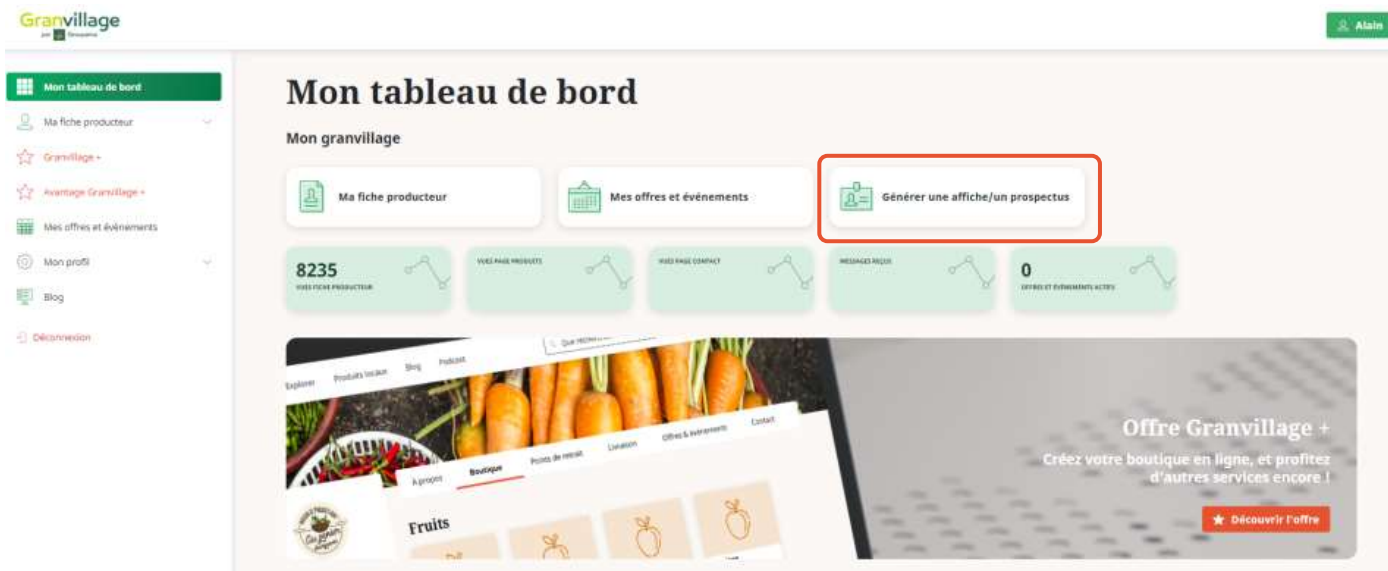 Granvillage
par Groupama
Alain
Mon tableau de bord
Ma fiche producteur
Granvillage +
Avantage Granvillage +
Mes offres et évènements
Mon profil
Blog
Déconnexion
Mon tableau de bord
Mon granvillage
Ma fiche producteur
Mes offres et événements
Générer une affiche/un prospectus
8235
VUES FICHE PRODUCTEUR
VUES PAGE PRODUITS
VUES PAGE CONTACT
MESSAGES REÇUS
0
OFFRES ET ÉVÉNEMENTS ACTIFS
Explorer Produits locaux Blog Podcast
Que
À propos Boutique Points de retrait Livraison Offres & événements Contact
Fruits
Offre Granvillage +
Créez votre boutique en ligne, et profitez
d'autres services encore !
Découvrir l'offre